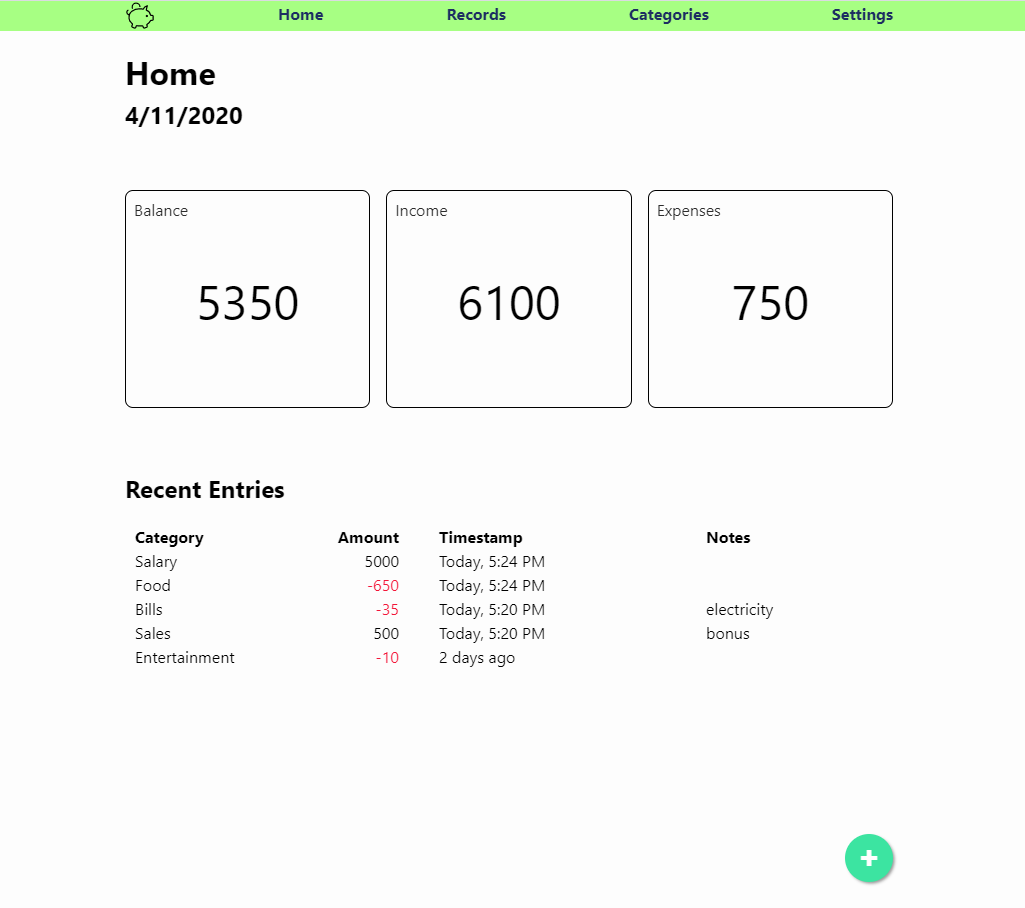 Home Records Categories Settings
Home
4/11/2020
Balance Income Expenses
5350 6100 750
Recent Entries
Category Amount Timestamp Notes
Salary 5000 Today, 5:24 PM
Food -650 Today, 5:24 PM
Bills -35 Today, 5:20 PM electricity
Sales 500 Today, 5:20 PM bonus
Entertainment -10 2 days ago
+